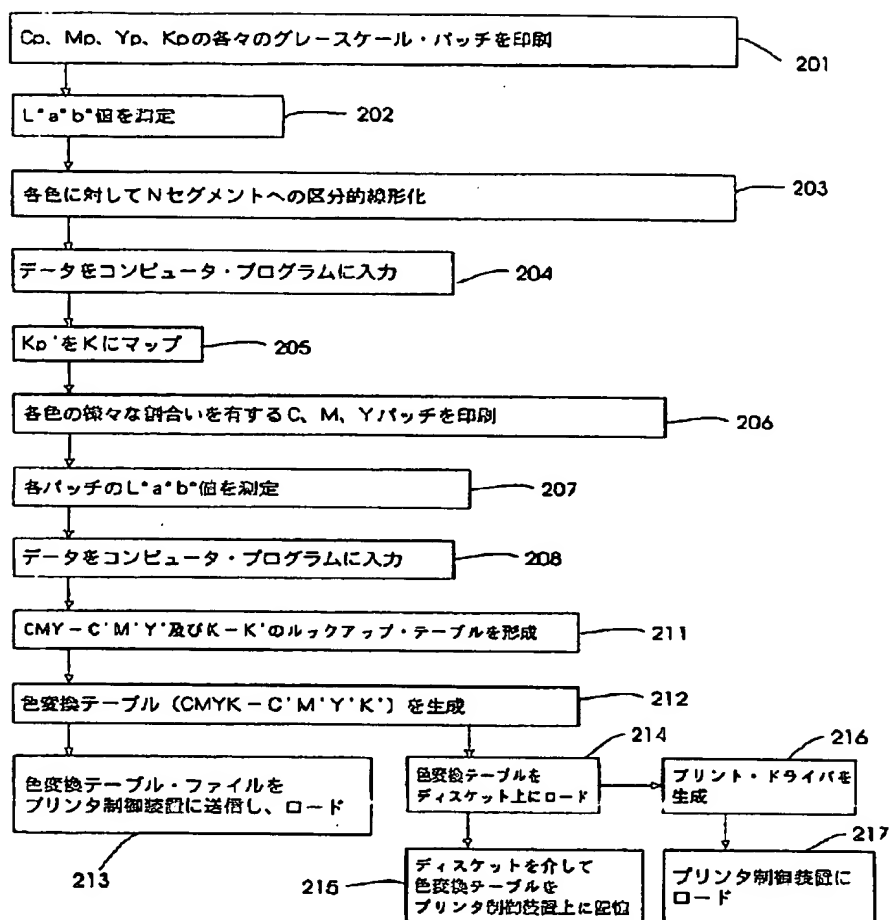 Cp、Mp、Yp、Kpの各々のグレースケール・パッチを印刷
201
L*a*b*値を測定
202
各色に対してNセグメントへの区分的線形化
203
データをコンピュータ・プログラムに入力
204
Kp'をKにマップ
205
各色の様々な割合いを有するC、M、Yパッチを印刷
206
各パッチのL*a*b*値を測定
207
データをコンピュータ・プログラムに入力
208
CMY-C'M'Y'及びK-K'のルックアップ・テーブルを形成
211
色変換テーブル(CMYK-C'M'Y'K')を生成
212
色変換テーブル・ファイルを
プリンタ制御装置に送信し、ロード
213
214
色変換テーブルを
ディスケット上にロード
216
プリント・ドライバを
生成
215
ディスケットを介して
色変換テーブルを
プリンタ制御装置上に記憶
217
プリンタ制御装置に
ロード